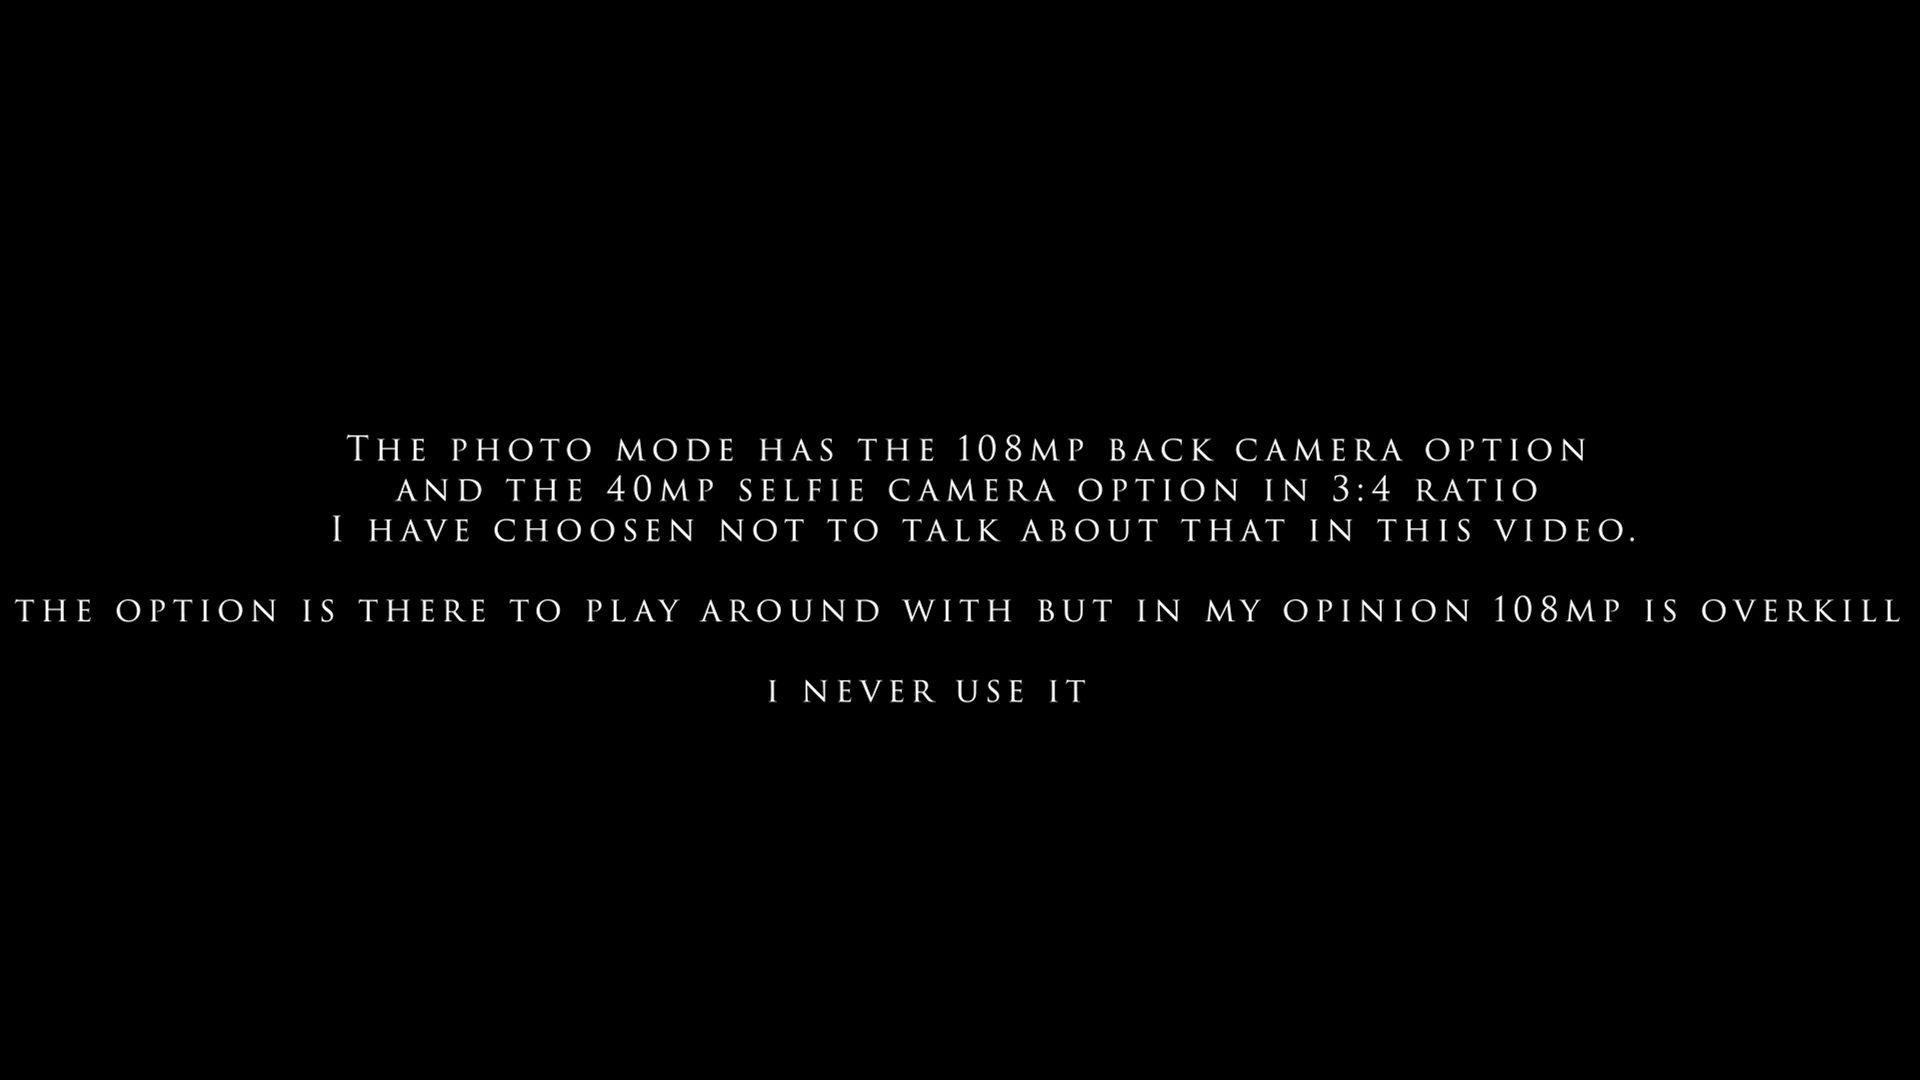 The photo mode has the 108mp back camera option
and the 40mp selfie camera option in 3:4 ratio
I have choosen not to talk about that in this video.
the option is there to play around with but in my opinion 108mp is overkill
i never use it